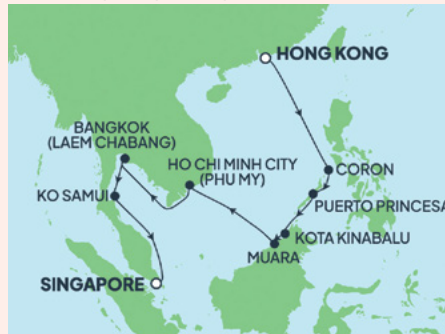 HONG KONG
BANGKOK
(LAEM CHABANG)
HO CHI MINH CITY
(PHU MY)
CORON
KO SAMUI
PUERTO PRINCESA
KOTA KINABALU
MUARA
SINGAPORE